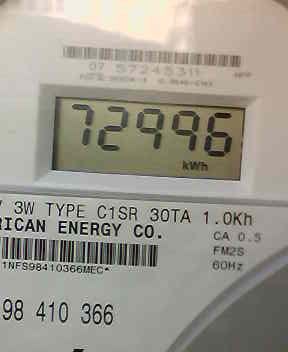 07 57245311
72996
kWh
V 3W TYPE C1SR 30TA 1.0Kh
RICAN ENERGY CO.
CA 0.5
FM2S
1NFS98410366MEC*
60Hz
98 410 366